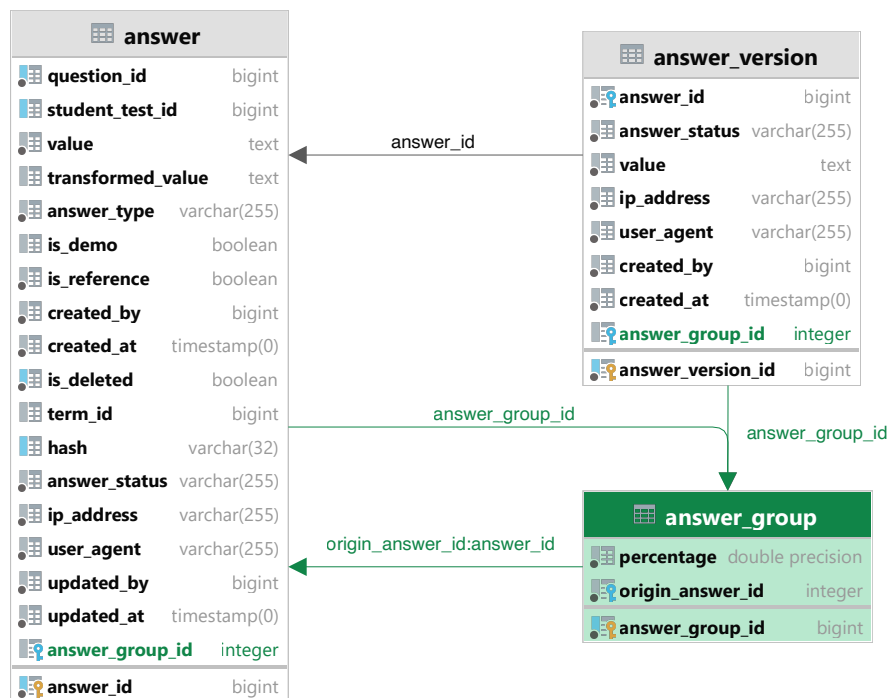 answer
question_id bigint
student_test_id bigint
value text
transformed_value text
answer_type varchar(255)
is_demo boolean
is_reference boolean
created_by bigint
created_at timestamp(0)
is_deleted boolean
term_id bigint
hash varchar(32)
answer_status varchar(255)
ip_address varchar(255)
user_agent varchar(255)
updated_by bigint
updated_at timestamp(0)
answer_group_id integer
answer_id bigint
answer_id
answer_version
answer_id bigint
answer_status varchar(255)
value text
ip_address varchar(255)
user_agent varchar(255)
created_by bigint
created_at timestamp(0)
answer_group_id integer
answer_version_id bigint
answer_group_id
answer_group_id
origin_answer_id:answer_id
answer_group
percentage double precision
origin_answer_id integer
answer_group_id bigint